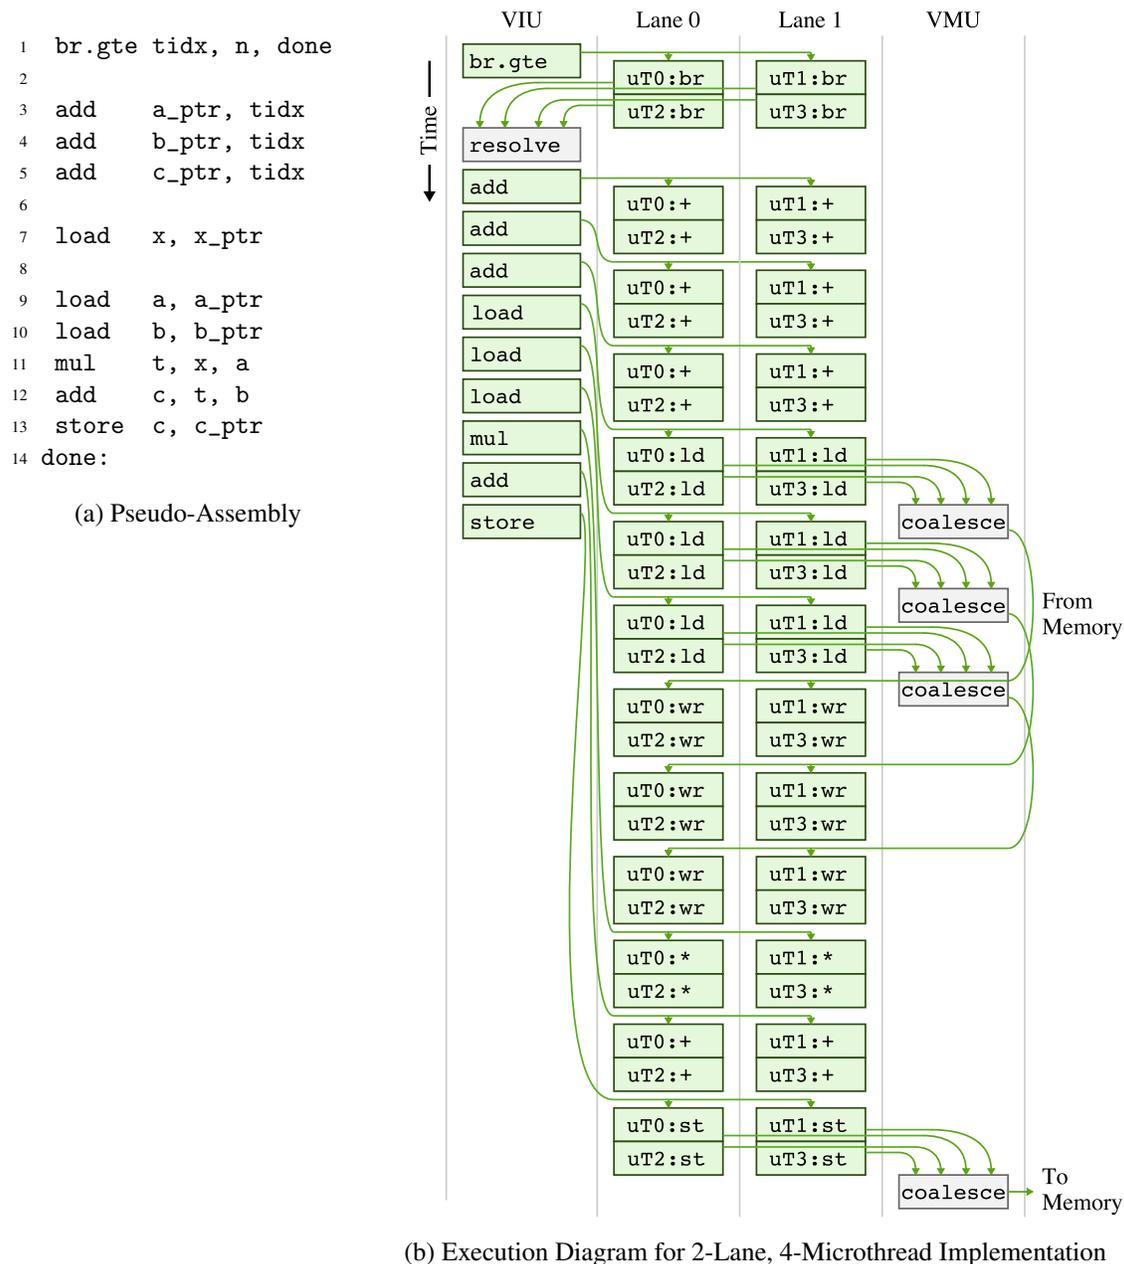 1 br.gte tidx, n, done
2
3 add a_ptr, tidx
4 add b_ptr, tidx
5 add c_ptr, tidx
6
7 load x, x_ptr
8
9 load a, a_ptr
10 load b, b_ptr
11 mul t, x, a
12 add c, t, b
13 store c, c_ptr
14 done:
(a) Pseudo-Assembly
VIU Lane 0 Lane 1 VMU
Time
br.gte
uT0:br uT1:br
uT2:br uT3:br
resolve
add
uT0:+ uT1:+
add uT2:+ uT3:+
add uT0:+ uT1:+
load uT2:+ uT3:+
load uT0:+ uT1:+
load uT2:+ uT3:+
mul uT0:ld uT1:ld
add uT2:ld uT3:ld
store coalesce
uT0:ld uT1:ld
uT2:ld uT3:ld
coalesce
From
Memory
uT0:ld uT1:ld
uT2:ld uT3:ld
coalesce
uT0:wr uT1:wr
uT2:wr uT3:wr
uT0:wr uT1:wr
uT2:wr uT3:wr
uT0:wr uT1:wr
uT2:wr uT3:wr
uT0:* uT1:*
uT2:* uT3:*
uT0:+ uT1:+
uT2:+ uT3:+
uT0:st uT1:st
uT2:st uT3:st
coalesce
To
Memory
(b) Execution Diagram for 2-Lane, 4-Microthread Implementation